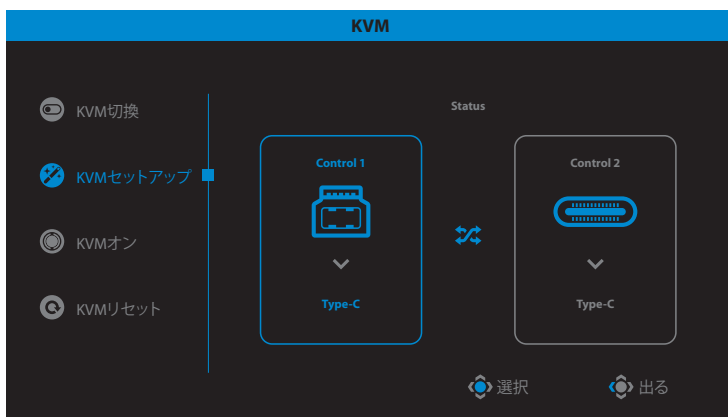 KVM
KVM切換
KVMセットアップ
KVMオン
KVMリセット
Status
Control 1
Type-C
Control 2
Type-C
選択
出る